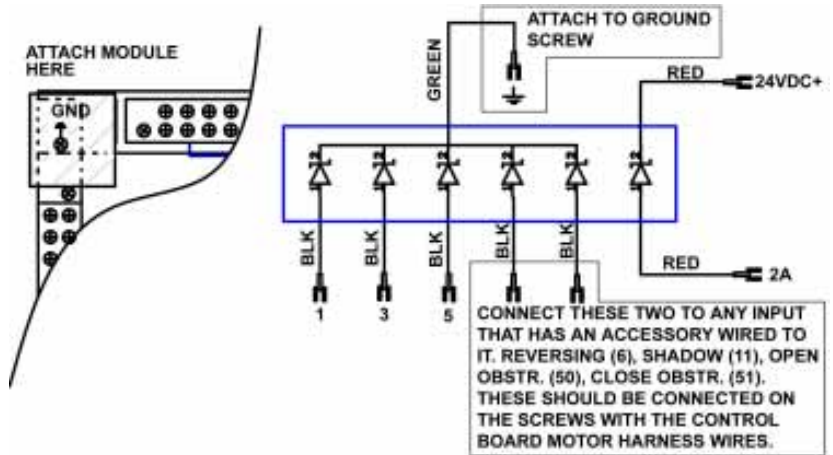 ATTACH MODULE
HERE
GND
GREEN
ATTACH TO GROUND
SCREW
RED
24VDC+
BLK
BLK
BLK
BLK
BLK
RED
2A
1
3
5
CONNECT THESE TWO TO ANY INPUT
THAT HAS AN ACCESSORY WIRED TO
IT. REVERSING (6), SHADOW (11), OPEN
OBSTR. (50), CLOSE OBSTR. (51).
THESE SHOULD BE CONNECTED ON
THE SCREWS WITH THE CONTROL
BOARD MOTOR HARNESS WIRES.